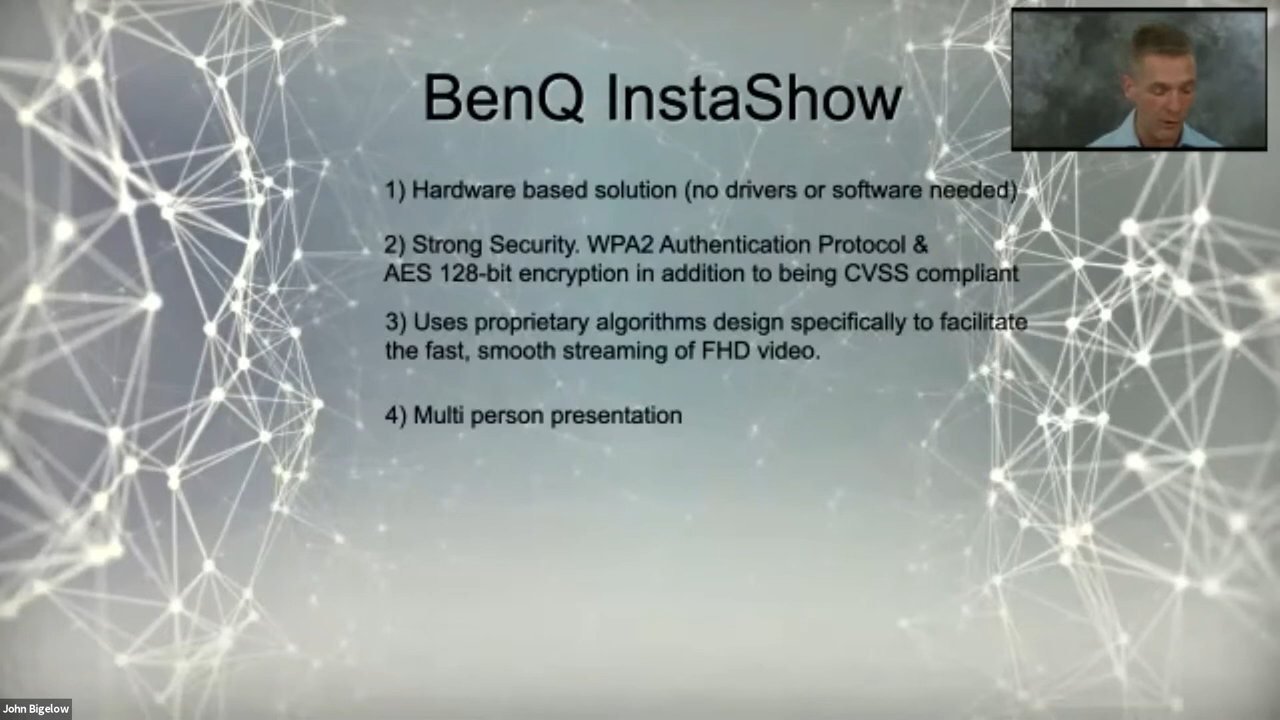 BenQ InstaShow
1) Hardware based solution (no drivers or software needed)
2) Strong Security. WPA2 Authentication Protocol &
AES 128-bit encryption in addition to being CVSS compliant
3) Uses proprietary algorithms design specifically to facilitate
the fast, smooth streaming of FHD video.
4) Multi person presentation
John Bigelow